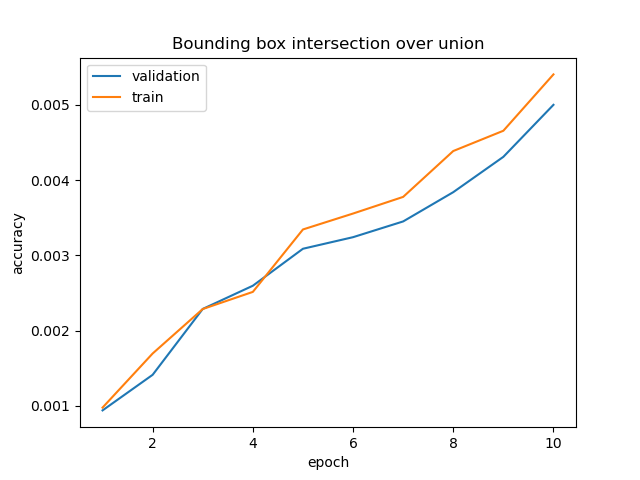 Bounding box intersection over union
validation
train
0.005
0.004
0.003
0.002
0.001
accuracy
2 4 6 8 10
epoch